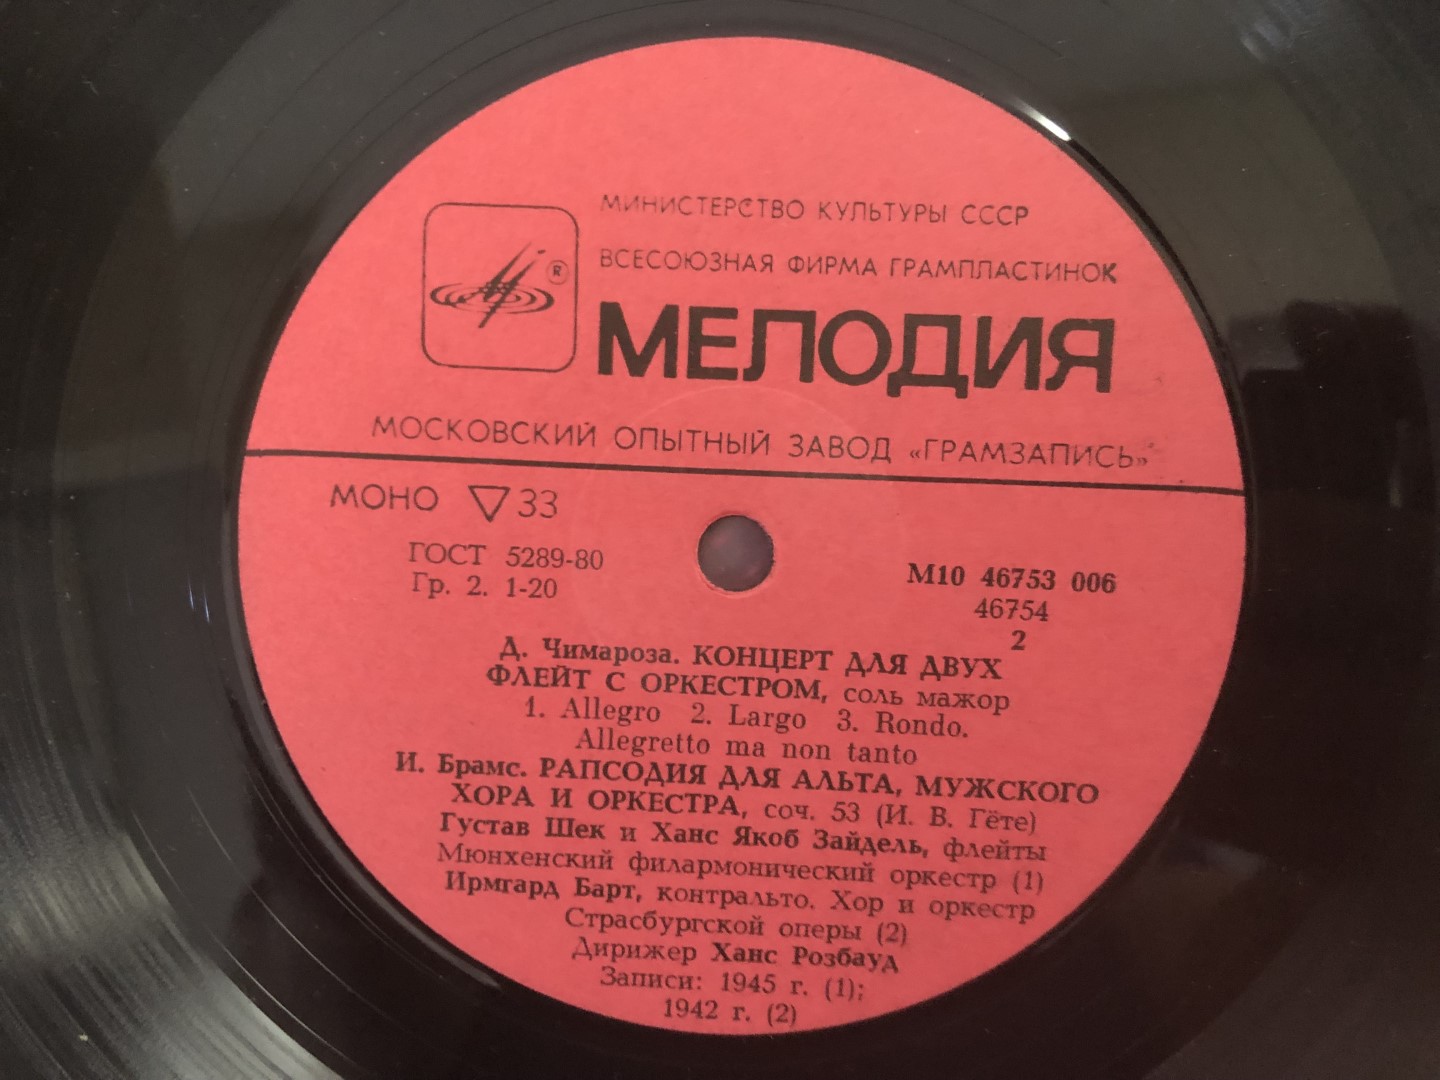 МИНИСТЕРСТВО КУЛЬТУРЫ СССР
ВСЕСОЮЗНАЯ ФИРМА ГРАМПЛАСТИНОК
®
МЕЛОДИЯ
МОСКОВСКИЙ ОПЫТНЫЙ ЗАВОД «ГРАМЗАПИСЬ»
МОНО ▽ 33
ГОСТ 5289-80
Гр. 2. 1-20
М10 46753 006
46754
2
Д. Чимароза. КОНЦЕРТ ДЛЯ ДВУХ
ФЛЕЙТ С ОРКЕСТРОМ, соль мажор
1. Allegro 2. Largo 3. Rondo.
Allegretto ma non tanto
И. Брамс. РАПСОДИЯ ДЛЯ АЛЬТА, МУЖСКОГО
ХОРА И ОРКЕСТРА, соч. 53 (И. В. Гёте)
Густав Шек и Ханс Якоб Зайдель, флейты
Мюнхенский филармонический оркестр (1)
Ирмгард Барт, контральто. Хор и оркестр
Страсбургской оперы (2)
Дирижер Ханс Розбауд
Записи: 1945 г. (1);
1942 г. (2)